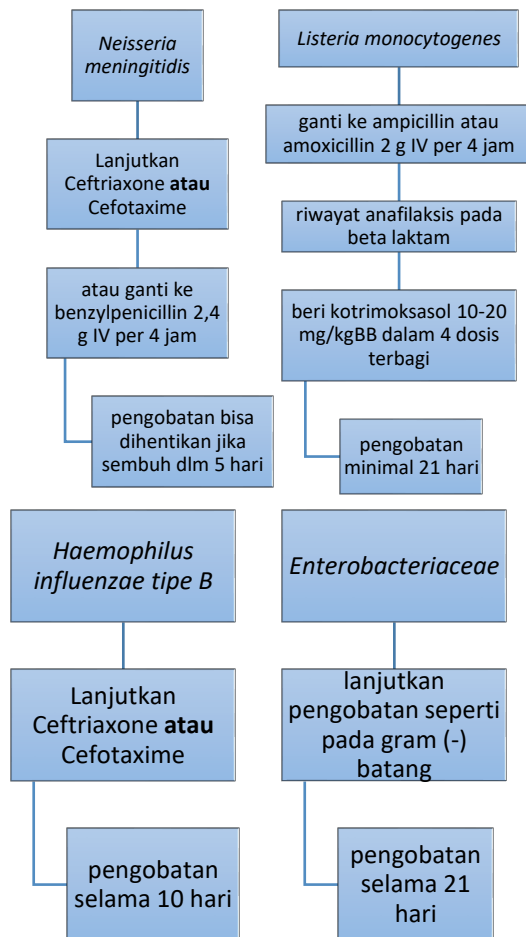 Neisseria
meningitidis
Lanjutkan
Ceftriaxone atau
Cefotaxime
atau ganti ke
benzylpenicillin 2,4
g IV per 4 jam
pengobatan bisa
dihentikan jika
sembuh dlm 5 hari
Listeria monocytogenes
ganti ke ampicillin atau
amoxicillin 2 g IV per 4 jam
riwayat anafilaksis pada
beta laktam
beri kotrimoksasol 10-20
mg/kgBB dalam 4 dosis
terbagi
pengobatan
minimal 21 hari
Haemophilus
influenzae tipe B
Lanjutkan
Ceftriaxone atau
Cefotaxime
pengobatan
selama 10 hari
Enterobacteriaceae
lanjutkan
pengobatan seperti
pada gram (-)
batang
pengobatan
selama 21
hari